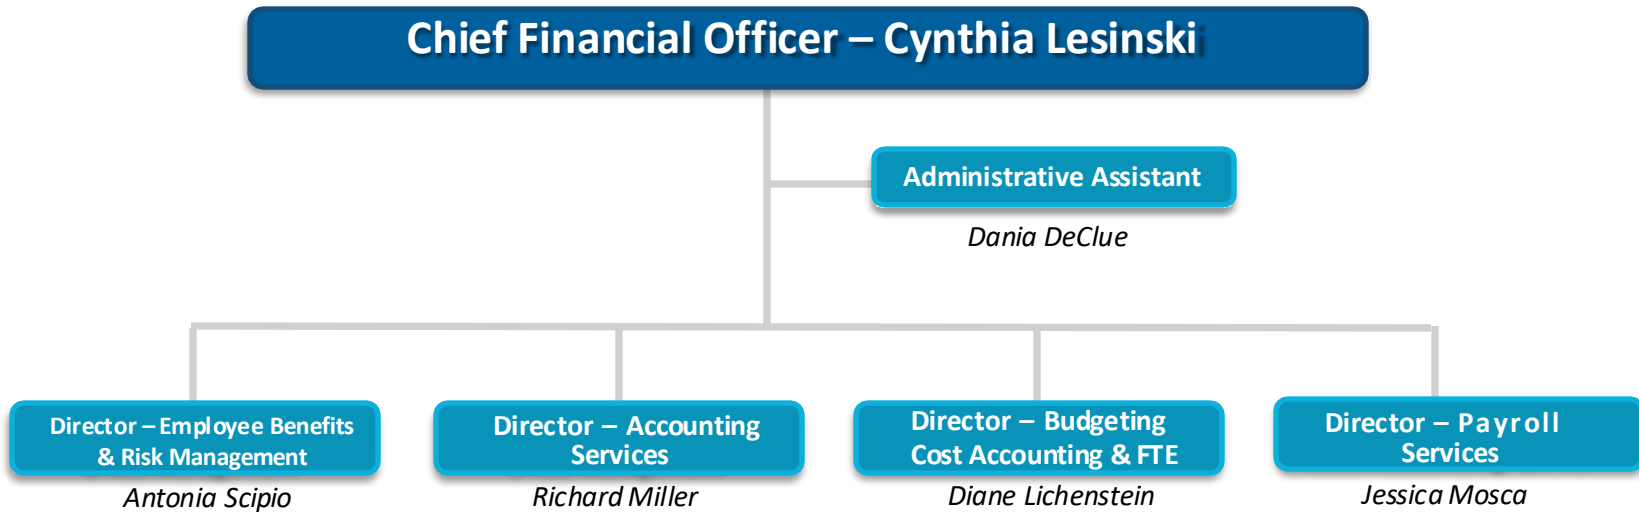 Chief Financial Officer – Cynthia Lesinski
Administrative Assistant
Dania DeClue
Director – Employee Benefits
& Risk Management
Antonia Scipio
Director – Accounting
Services
Richard Miller
Director – Budgeting
Cost Accounting & FTE
Diane Lichenstein
Director – Payroll
Services
Jessica Mosca